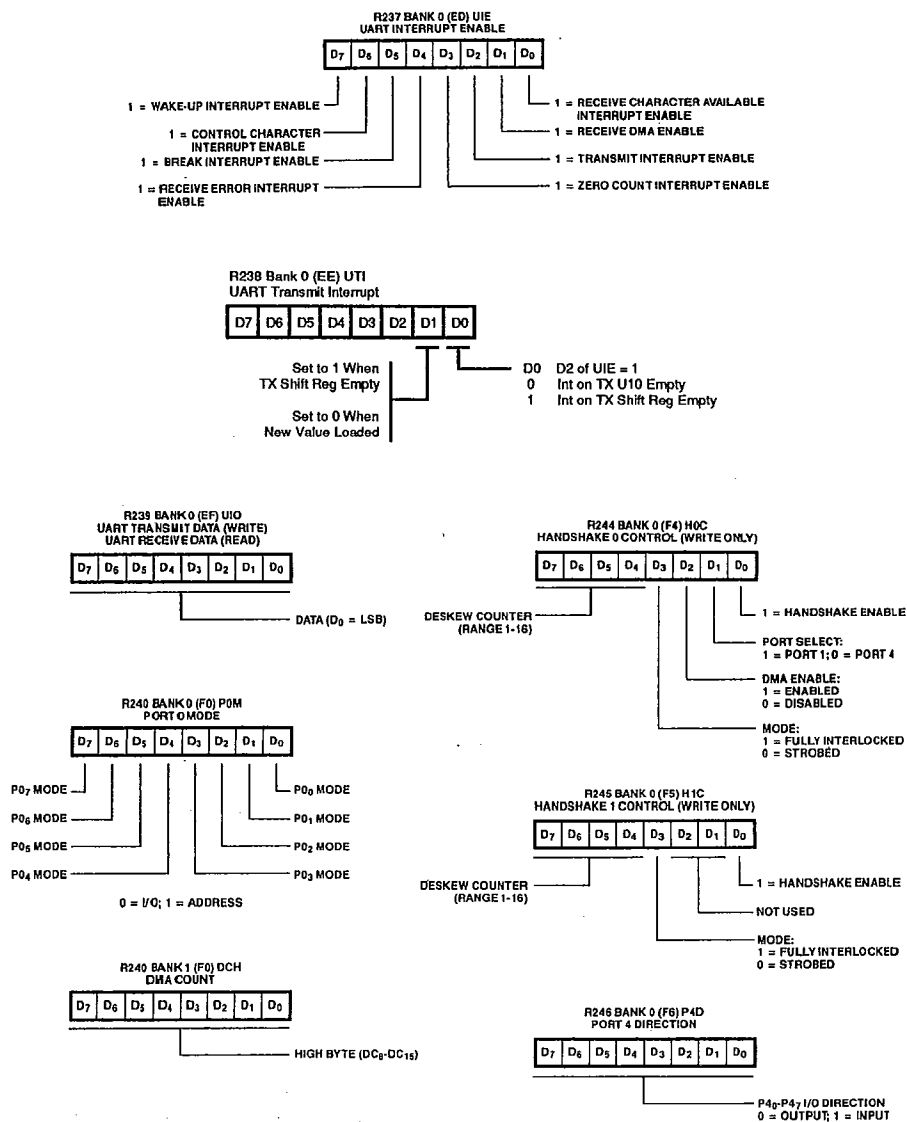 R237 BANK 0 (ED) UIE
UART INTERRUPT ENABLE
D7 D6 D5 D4 D3 D2 D1 D0
1 = WAKE-UP INTERRUPT ENABLE
1 = CONTROL CHARACTER
INTERRUPT ENABLE
1 = BREAK INTERRUPT ENABLE
1 = RECEIVE ERROR INTERRUPT
ENABLE
1 = RECEIVE CHARACTER AVAILABLE
INTERRUPT ENABLE
1 = RECEIVE DMA ENABLE
1 = TRANSMIT INTERRUPT ENABLE
1 = ZERO COUNT INTERRUPT ENABLE
R238 Bank 0 (EE) UTI
UART Transmit Interrupt
D7 D6 D5 D4 D3 D2 D1 D0
Set to 1 When
TX Shift Reg Empty
Set to 0 When
New Value Loaded
D0 D2 of UIE = 1
0 Int on TX U10 Empty
1 Int on TX Shift Reg Empty
R239 BANK 0 (EF) UIO
UART TRANSMIT DATA (WRITE)
UART RECEIVE DATA (READ)
D7 D6 D5 D4 D3 D2 D1 D0
DATA (D0 = LSB)
R240 BANK 0 (F0) P0M
PORT O MODE
D7 D6 D5 D4 D3 D2 D1 D0
P07 MODE
P06 MODE
P05 MODE
P04 MODE
P00 MODE
P01 MODE
P02 MODE
P03 MODE
0 = I/O; 1 = ADDRESS
R240 BANK 1 (F0) DCH
DMA COUNT
D7 D6 D5 D4 D3 D2 D1 D0
HIGH BYTE (DC8-DC15)
R244 BANK 0 (F4) H0C
HANDSHAKE 0 CONTROL (WRITE ONLY)
D7 D6 D5 D4 D3 D2 D1 D0
DESKEW COUNTER
(RANGE 1-16)
1 = HANDSHAKE ENABLE
PORT SELECT:
1 = PORT 1; 0 = PORT 4
DMA ENABLE:
1 = ENABLED
0 = DISABLED
MODE:
1 = FULLY INTERLOCKED
0 = STROBED
R245 BANK 0 (F5) H1C
HANDSHAKE 1 CONTROL (WRITE ONLY)
D7 D6 D5 D4 D3 D2 D1 D0
DESKEW COUNTER
(RANGE 1-16)
1 = HANDSHAKE ENABLE
NOT USED
MODE:
1 = FULLY INTERLOCKED
0 = STROBED
R246 BANK 0 (F6) P4D
PORT 4 DIRECTION
D7 D6 D5 D4 D3 D2 D1 D0
P40-P47 I/O DIRECTION
0 = OUTPUT; 1 = INPUT